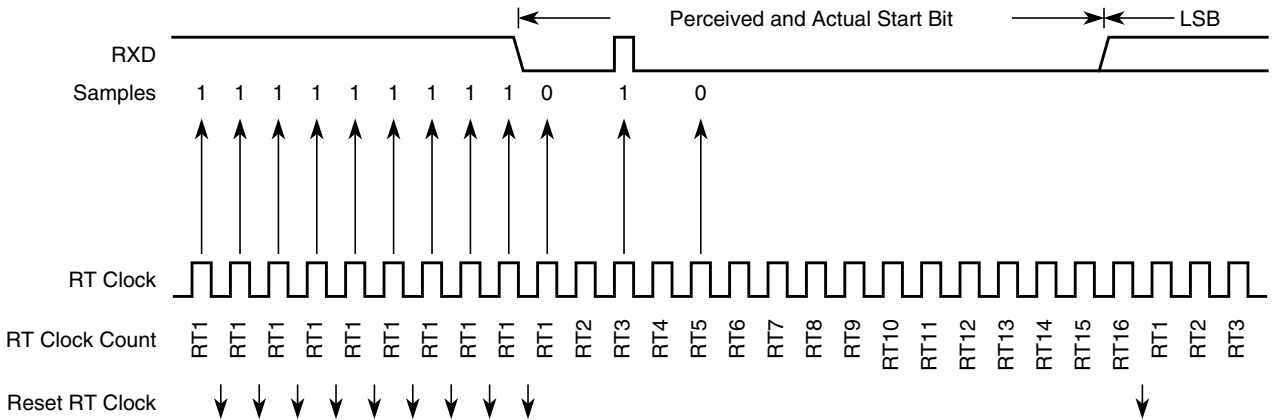 Perceived and Actual Start Bit LSB
RXD
Samples 1 1 1 1 1 1 1 1 1 0 1 0
RT Clock
RT Clock Count RT1 RT1 RT1 RT1 RT1 RT1 RT1 RT1 RT1 RT1 RT2 RT3 RT4 RT5 RT6 RT7 RT8 RT9 RT10 RT11 RT12 RT13 RT14 RT15 RT16 RT1 RT2 RT3
Reset RT Clock